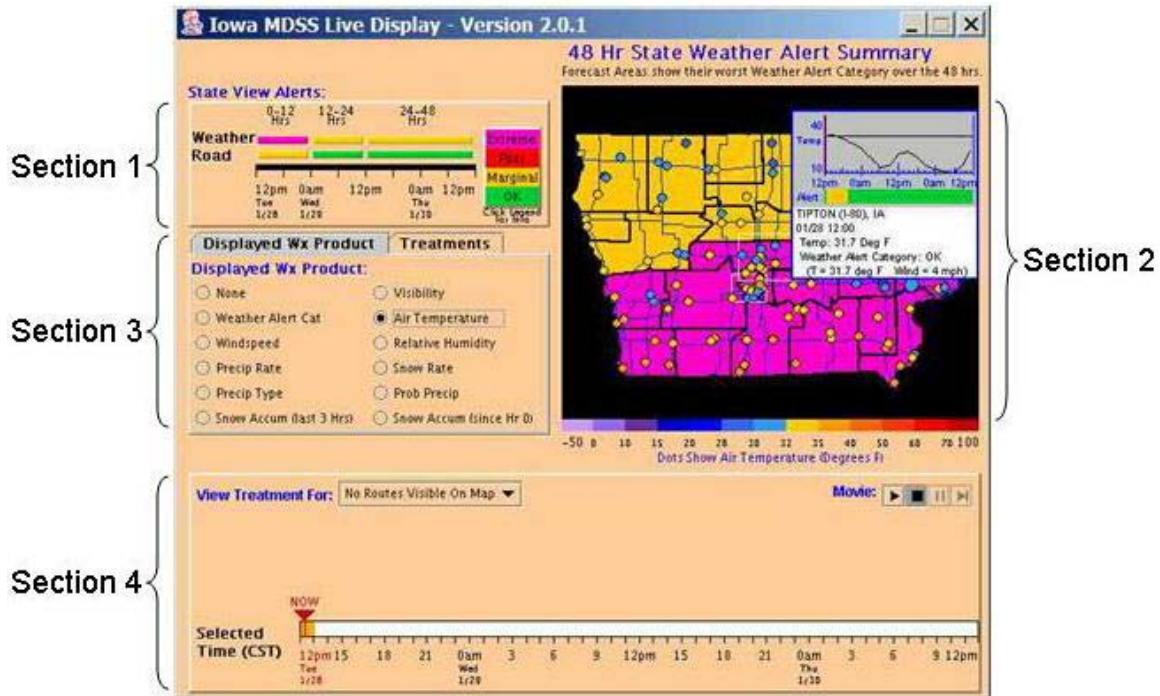 Iowa MDSS Live Display - Version 2.0.1
48 Hr State Weather Alert Summary
Forecast Areas show their worst Weather Alert Category over the 48 hrs.
Section 1
State View Alerts:
0-12 Hrs 12-24 Hrs 24-48 Hrs
Weather
Road
12pm 0am 12pm 0am 12pm
Tue Wed Thu
1/28 1/29 1/30
Extreme
Poor
Marginal
OK
Click Legend
for Info
Section 2
40
Temp
10
12pm 0am 12pm 0am 12pm
Alert
TIPTON (I-80), IA
01/28 12:00
Temp: 31.7 Deg F
Weather Alert Category: OK
(T = 31.7 deg F Wind = 4 mph)
Section 3
Displayed Wx Product Treatments
Displayed Wx Product:
None Visibility
Weather Alert Cat Air Temperature
Windspeed Relative Humidity
Precip Rate Snow Rate
Precip Type Prob Precip
Snow Accum (last 3 Hrs) Snow Accum (since Hr 0)
-50 0 10 15 20 28 30 32 35 40 50 60 70 100
Dots Show Air Temperature (Degrees F)
Section 4
View Treatment For: No Routes Visible On Map
Movie:
NOW
Selected
Time (CST)
12pm 15 18 21 0am 3 6 9 12pm 15 18 21 0am 3 6 9 12pm
Tue Wed Thu
1/28 1/29 1/30